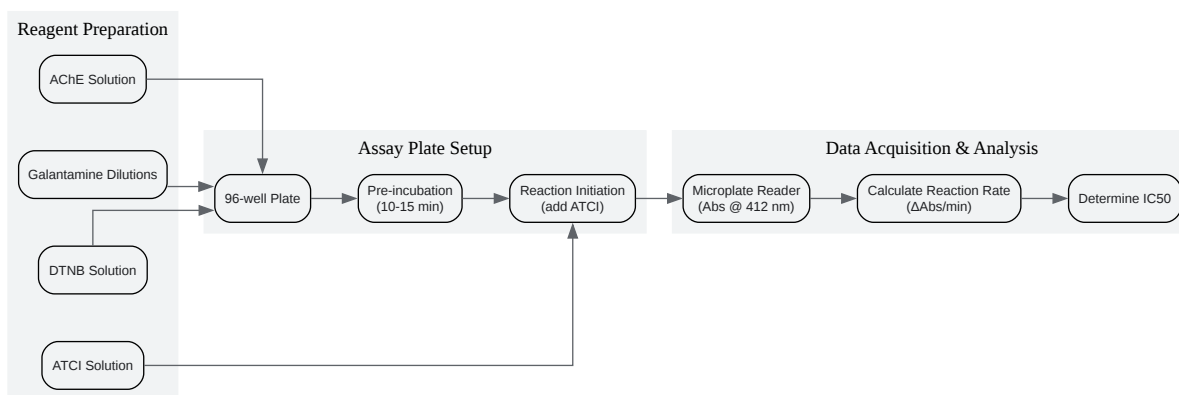 Reagent Preparation
AChE Solution
Galantamine Dilutions
DTNB Solution
ATCI Solution
Assay Plate Setup
96-well Plate
Pre-incubation
(10-15 min)
Reaction Initiation
(add ATCI)
Data Acquisition & Analysis
Microplate Reader
(Abs @ 412 nm)
Calculate Reaction Rate
(ΔAbs/min)
Determine IC50